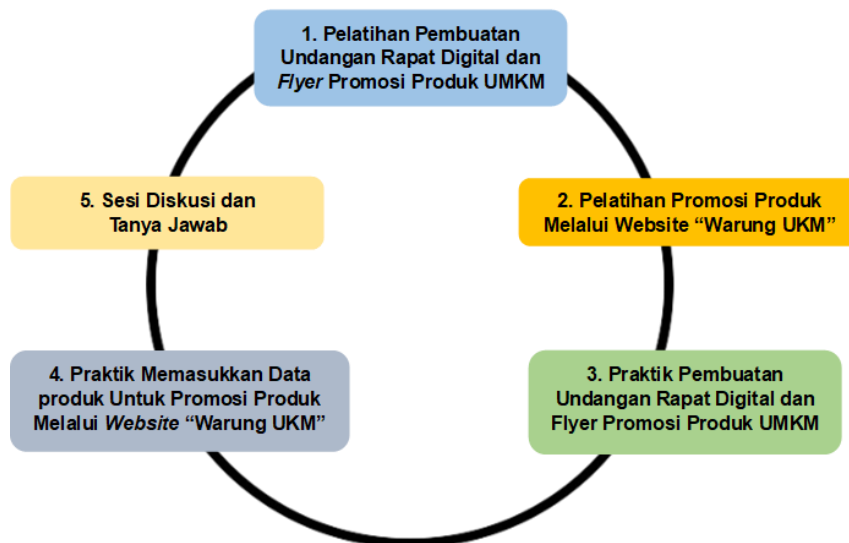 1. Pelatihan Pembuatan
Undangan Rapat Digital dan
Flyer Promosi Produk UMKM
2. Pelatihan Promosi Produk
Melalui Website “Warung UKM”
3. Praktik Pembuatan
Undangan Rapat Digital dan
Flyer Promosi Produk UMKM
4. Praktik Memasukkan Data
produk Untuk Promosi Produk
Melalui Website “Warung UKM”
5. Sesi Diskusi dan
Tanya Jawab